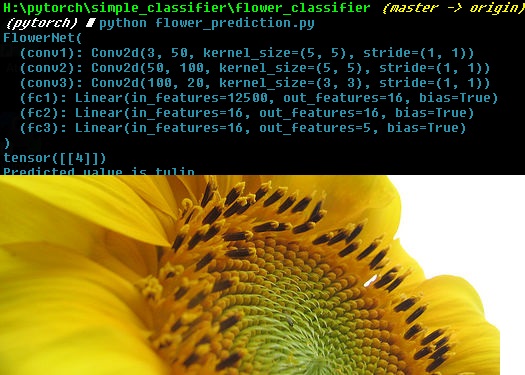 H:\pytorch\simple_classifier\flower_classifier (master -> origin)
(pytorch) python flower_prediction.py
FlowerNet(
(conv1): Conv2d(3, 50, kernel_size=(5, 5), stride=(1, 1))
(conv2): Conv2d(50, 100, kernel_size=(5, 5), stride=(1, 1))
(conv3): Conv2d(100, 20, kernel_size=(3, 3), stride=(1, 1))
(fc1): Linear(in_features=12500, out_features=16, bias=True)
(fc2): Linear(in_features=16, out_features=16, bias=True)
(fc3): Linear(in_features=16, out_features=5, bias=True)
)
tensor([[4]])
Predicted value is tulip